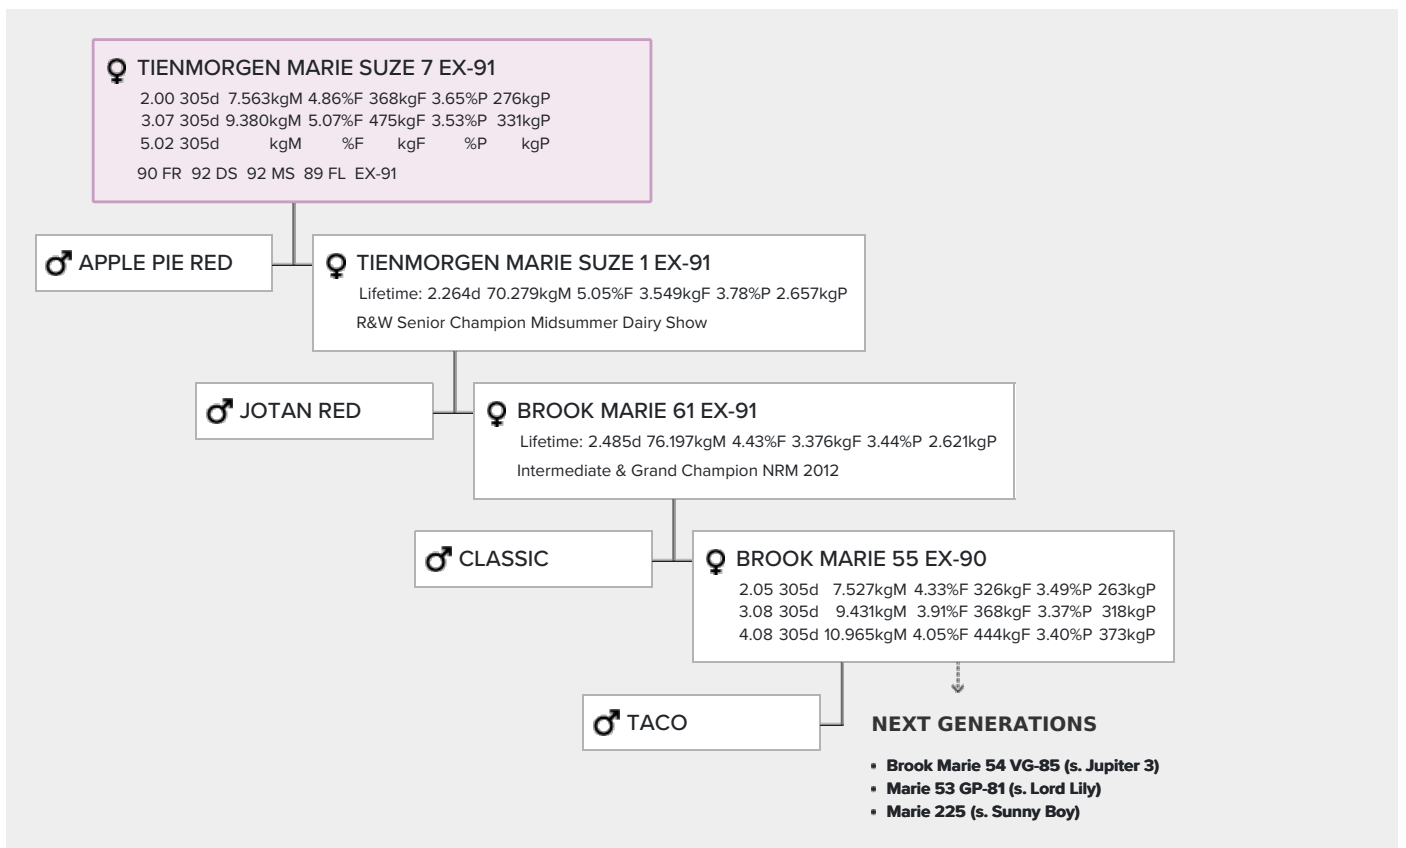 TIENMORGEN MARIE SUZE 7 EX-91
2.00 305d 7.563kgM 4.86%F 368kgF 3.65%P 276kgP
3.07 305d 9.380kgM 5.07%F 475kgF 3.53%P 331kgP
5.02 305d kgM %F kgF %P kgP
90 FR 92 DS 92 MS 89 FL EX-91
APPLE PIE RED
TIENMORGEN MARIE SUZE 1 EX-91
Lifetime: 2.264d 70.279kgM 5.05%F 3.549kgF 3.78%P 2.657kgP
R&W Senior Champion Midsummer Dairy Show
JOTAN RED
BROOK MARIE 61 EX-91
Lifetime: 2.485d 76.197kgM 4.43%F 3.376kgF 3.44%P 2.621kgP
Intermediate & Grand Champion NRM 2012
CLASSIC
BROOK MARIE 55 EX-90
2.05 305d 7.527kgM 4.33%F 326kgF 3.49%P 263kgP
3.08 305d 9.431kgM 3.91%F 368kgF 3.37%P 318kgP
4.08 305d 10.965kgM 4.05%F 444kgF 3.40%P 373kgP
TACO
NEXT GENERATIONS
• Brook Marie 54 VG-85 (s. Jupiter 3)
• Marie 53 GP-81 (s. Lord Lily)
• Marie 225 (s. Sunny Boy)